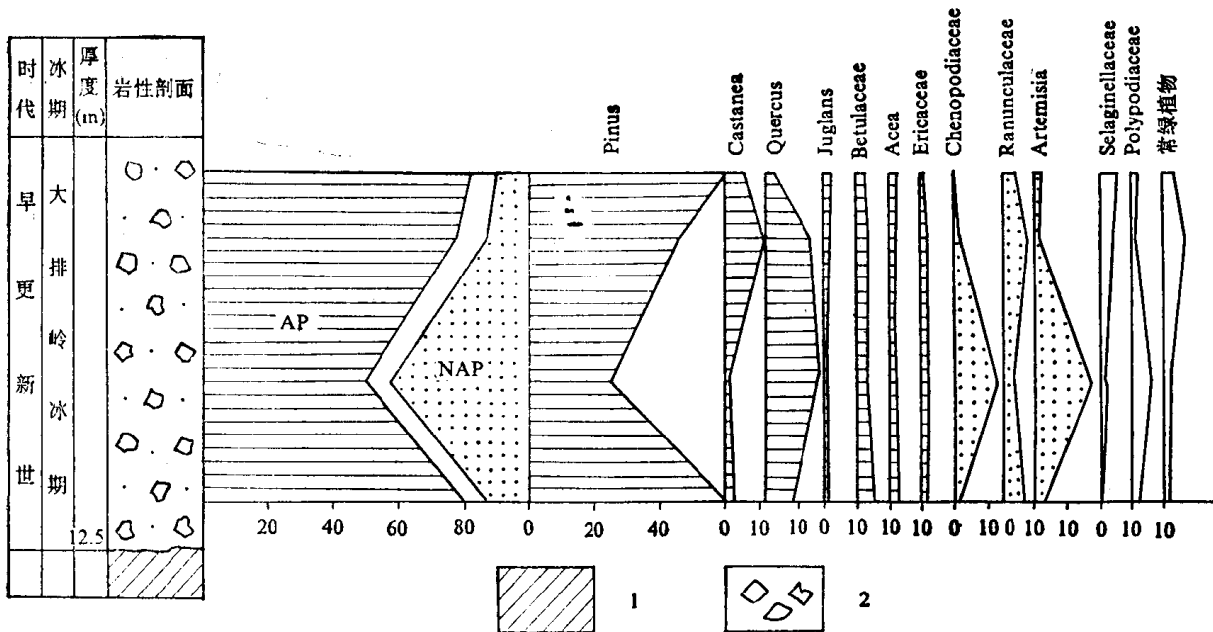 时代
冰期
厚度(m)
岩性剖面
Pinus
Castanea
Quercus
Juglans
Betulaceae
Acea
Ericaceae
Chenopodiaceae
Ranunculaceae
Artemisia
Selaginellaceae
Polypodiaceae
常绿植物
早更新世
大排岭冰期
12.5
AP
NAP
20 40 60 80 0 20 40 0 10 10 0 10 10 10 0 10 0 10 10 0 10 10
1
2